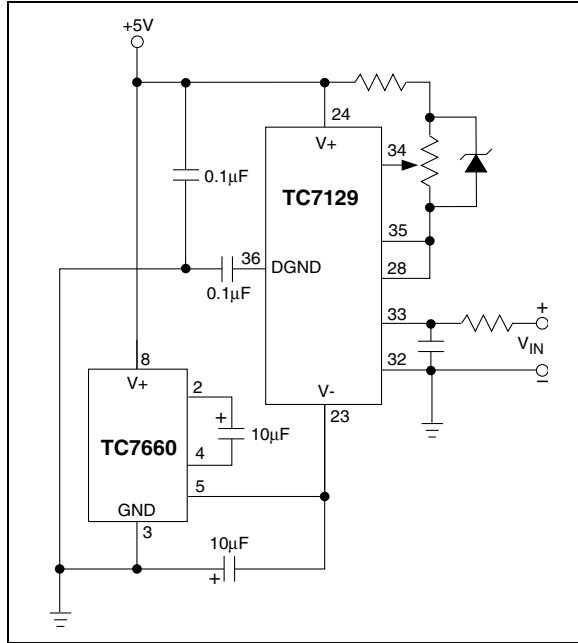 +5V
24
V+
34
0.1µF
TC7129
36
DGND
35
28
0.1µF
33
+
V_IN
32
–
8
V+
2
V-
23
+
10µF
TC7660
4
5
GND
3
10µF
+